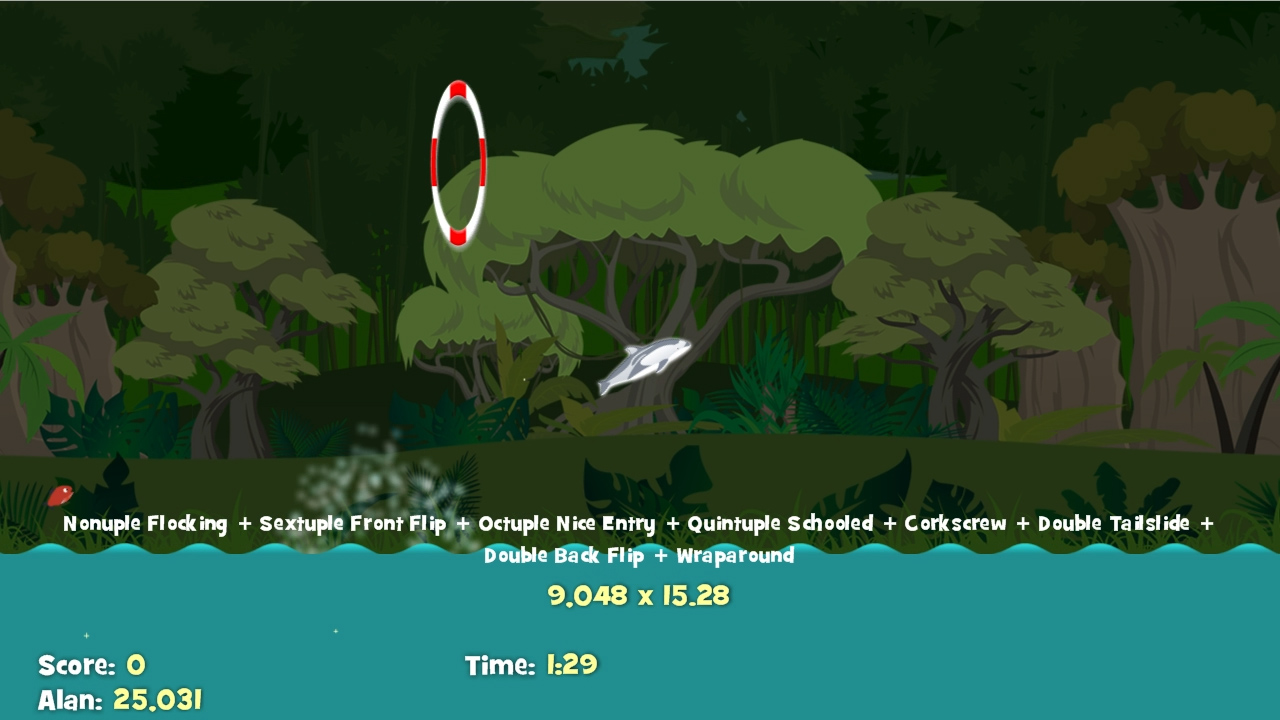 Nonuple Flocking + Sextuple Front Flip + Octuple Nice Entry + Quintuple Schooled + Corkscrew + Double Tailslide +
Double Back Flip + Wraparound
9,048 x 15.28
Score: 0
Time: 1:29
Alan: 25,031